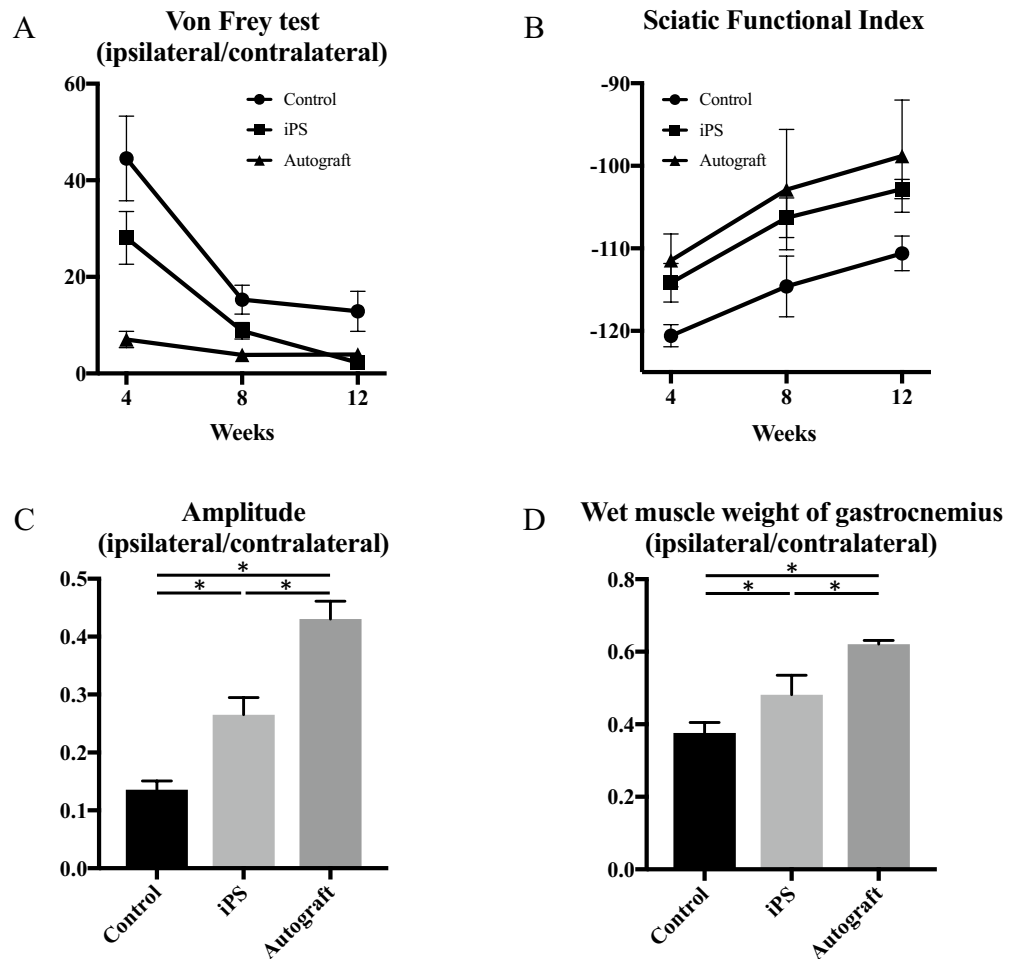 A
Von Frey test
(ipsilateral/contralateral)
60
40
20
0
Control
iPS
Autograft
4
8
12
Weeks
B
Sciatic Functional Index
-90
-100
-110
-120
Control
iPS
Autograft
4
8
12
Weeks
C
Amplitude
(ipsilateral/contralateral)
*
* *
0.5
0.4
0.3
0.2
0.1
0.0
Control
iPS
Autograft
D
Wet muscle weight of gastrocnemius
(ipsilateral/contralateral)
*
* *
0.8
0.6
0.4
0.2
0.0
Control
iPS
Autograft